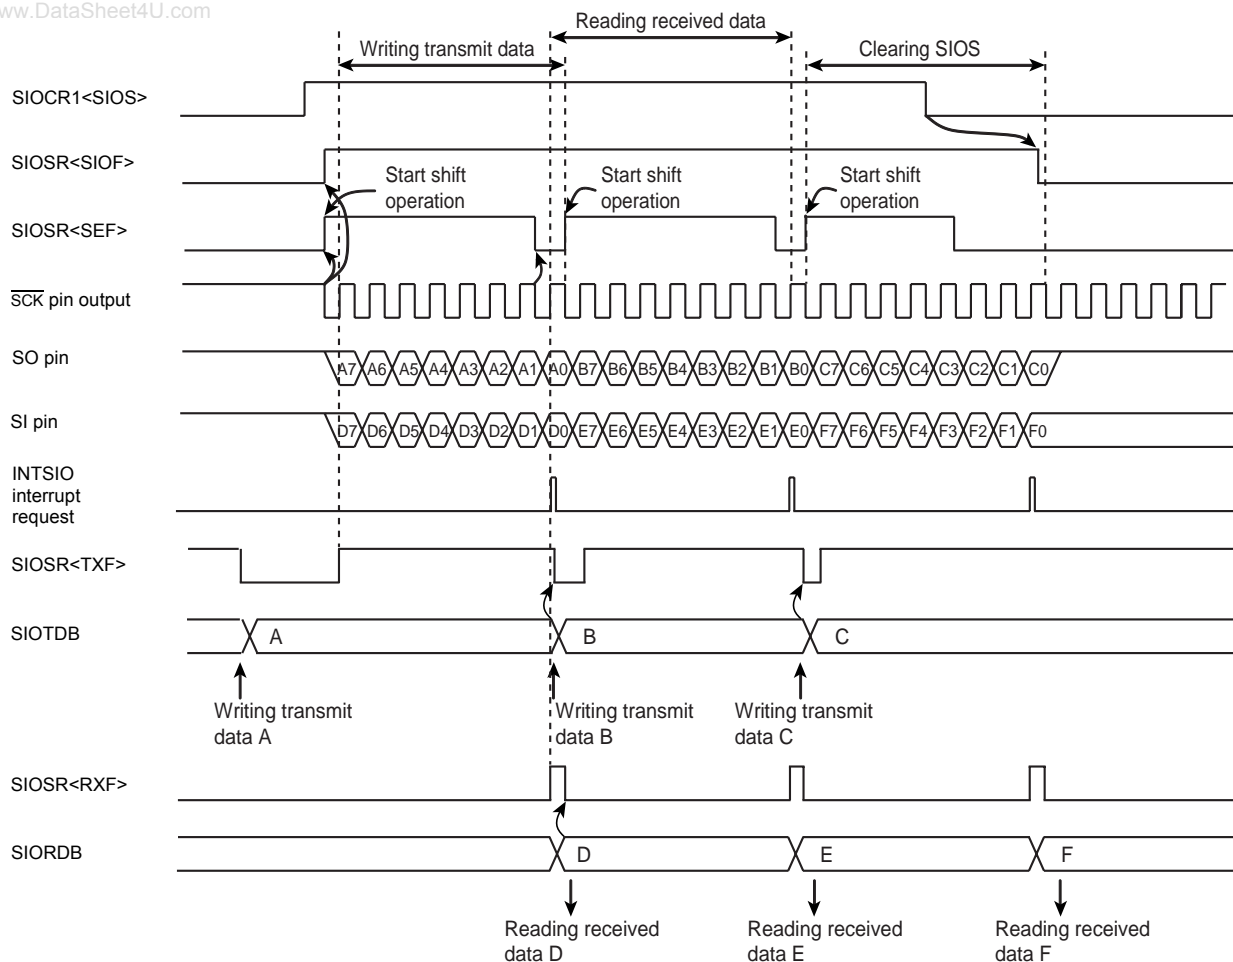 www.DataSheet4U.com
Reading received data
Writing transmit data
Clearing SIOS
SIOCR1<SIOS>
SIOSR<SIOF>
Start shift
operation
Start shift
operation
Start shift
operation
SIOSR<SEF>
SCK pin output
SO pin
A7 A6 A5 A4 A3 A2 A1 A0 B7 B6 B5 B4 B3 B2 B1 B0 C7 C6 C5 C4 C3 C2 C1 C0
SI pin
D7 D6 D5 D4 D3 D2 D1 D0 E7 E6 E5 E4 E3 E2 E1 E0 F7 F6 F5 F4 F3 F2 F1 F0
INTSIO
interrupt
request
SIOSR<TXF>
SIOTDB
A
B
C
Writing transmit
data A
Writing transmit
data B
Writing transmit
data C
SIOSR<RXF>
SIORDB
D
E
F
Reading received
data D
Reading received
data E
Reading received
data F